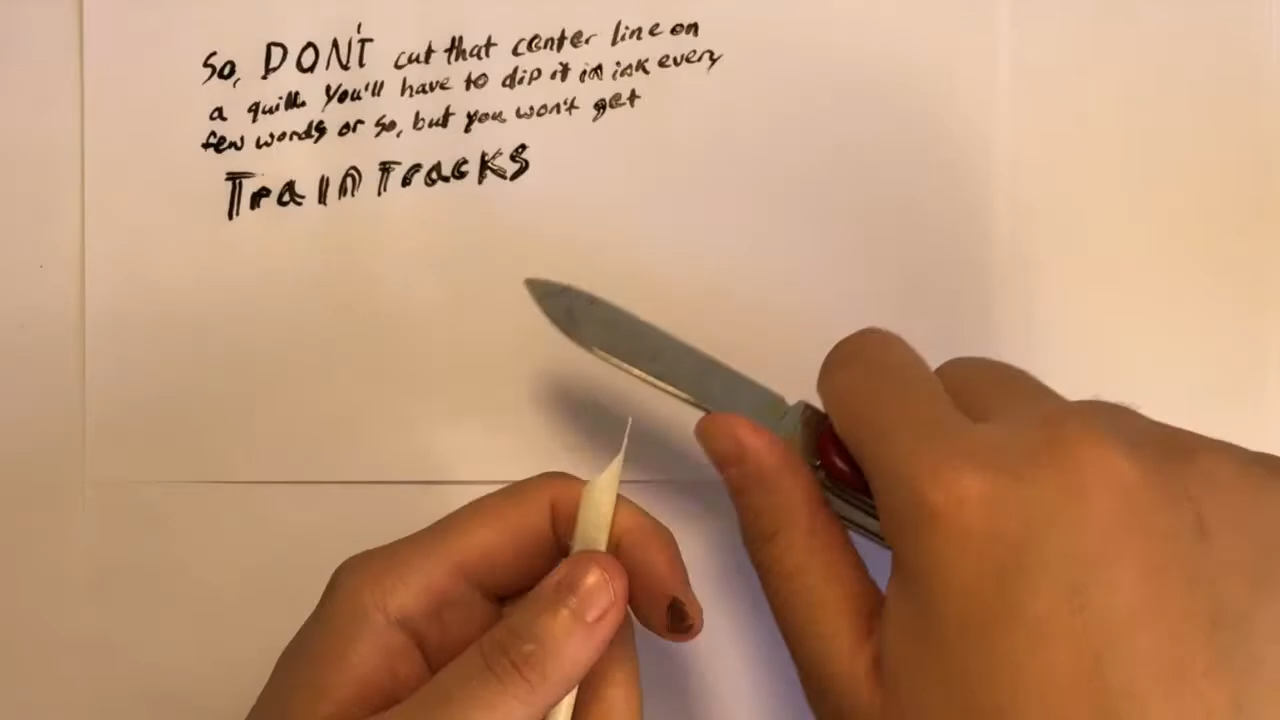 So, DON'T cut that center line on
a quill. You'll have to dip it in ink every
few words or so, but you won't get
Train Tracks